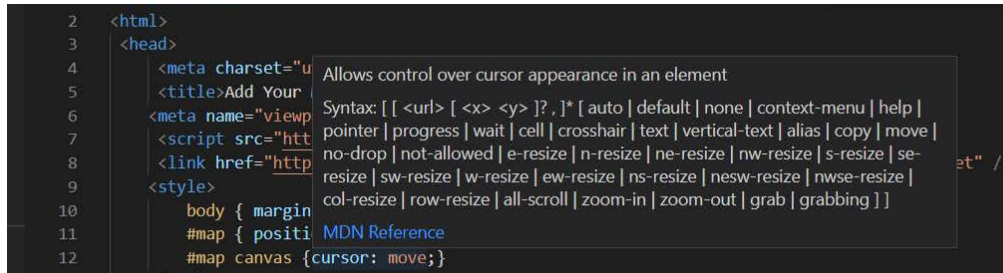 2 <html>
3 <head>
4 <meta charset="u
5 <title>Add Your
6 <meta name="viewp
7 <script src="htt
8 <link href="http et" /
9 <style>
10 body { margin
11 #map { positi
12 #map canvas {cursor: move;}
Allows control over cursor appearance in an element
Syntax: [ [ <url> [ <x> <y> ]? , ]* [ auto | default | none | context-menu | help |
pointer | progress | wait | cell | crosshair | text | vertical-text | alias | copy | move |
no-drop | not-allowed | e-resize | n-resize | ne-resize | nw-resize | s-resize | se-
resize | sw-resize | w-resize | ew-resize | ns-resize | nesw-resize | nwse-resize |
col-resize | row-resize | all-scroll | zoom-in | zoom-out | grab | grabbing ] ]
MDN Reference